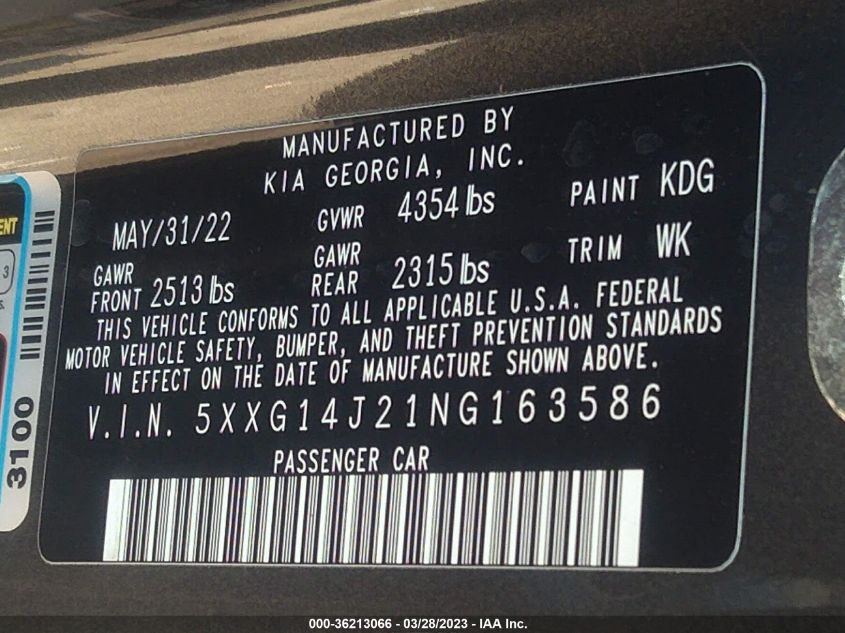 MANUFACTURED BY
KIA GEORGIA, INC.
MAY/31/22 GVWR 4354 lbs PAINT KDG
GAWR FRONT 2513 lbs GAWR REAR 2315 lbs TRIM WK
THIS VEHICLE CONFORMS TO ALL APPLICABLE U.S.A. FEDERAL
MOTOR VEHICLE SAFETY, BUMPER, AND THEFT PREVENTION STANDARDS
IN EFFECT ON THE DATE OF MANUFACTURE SHOWN ABOVE.
V.I.N. 5XXG14J21NG163586
PASSENGER CAR
ENT
3
3100
000-36213066 - 03/28/2023 - IAA Inc.